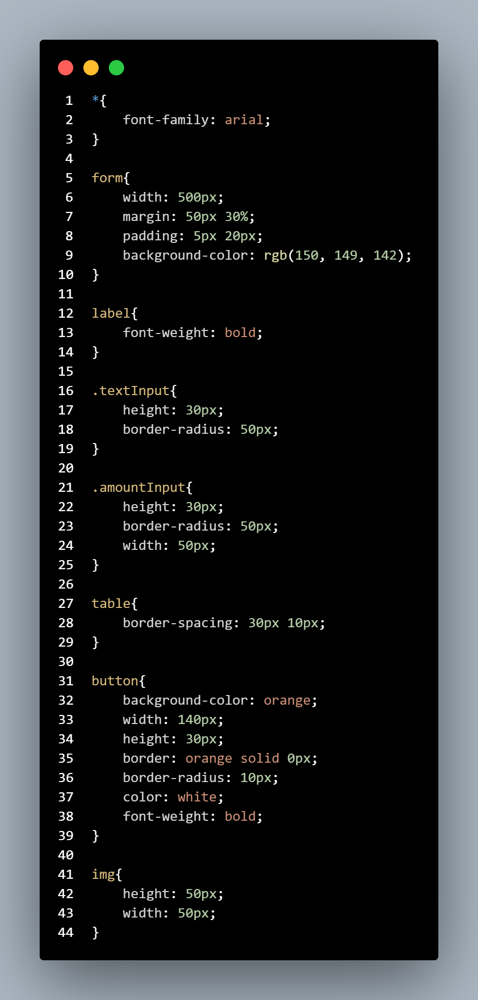 1 *{
2     font-family: arial;
3 }
4
5 form{
6     width: 500px;
7     margin: 50px 30%;
8     padding: 5px 20px;
9     background-color: rgb(150, 149, 142);
10 }
11
12 label{
13     font-weight: bold;
14 }
15
16 .textInput{
17     height: 30px;
18     border-radius: 50px;
19 }
20
21 .amountInput{
22     height: 30px;
23     border-radius: 50px;
24     width: 50px;
25 }
26
27 table{
28     border-spacing: 30px 10px;
29 }
30
31 button{
32     background-color: orange;
33     width: 140px;
34     height: 30px;
35     border: orange solid 0px;
36     border-radius: 10px;
37     color: white;
38     font-weight: bold;
39 }
40
41 img{
42     height: 50px;
43     width: 50px;
44 }